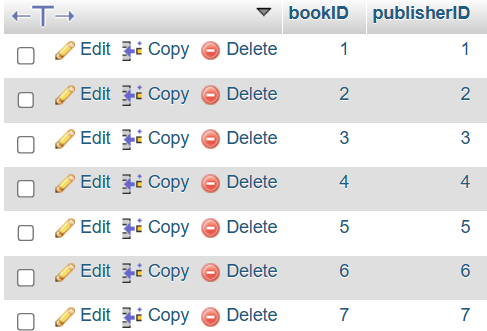 bookID publisherID
Edit Copy Delete 1 1
Edit Copy Delete 2 2
Edit Copy Delete 3 3
Edit Copy Delete 4 4
Edit Copy Delete 5 5
Edit Copy Delete 6 6
Edit Copy Delete 7 7